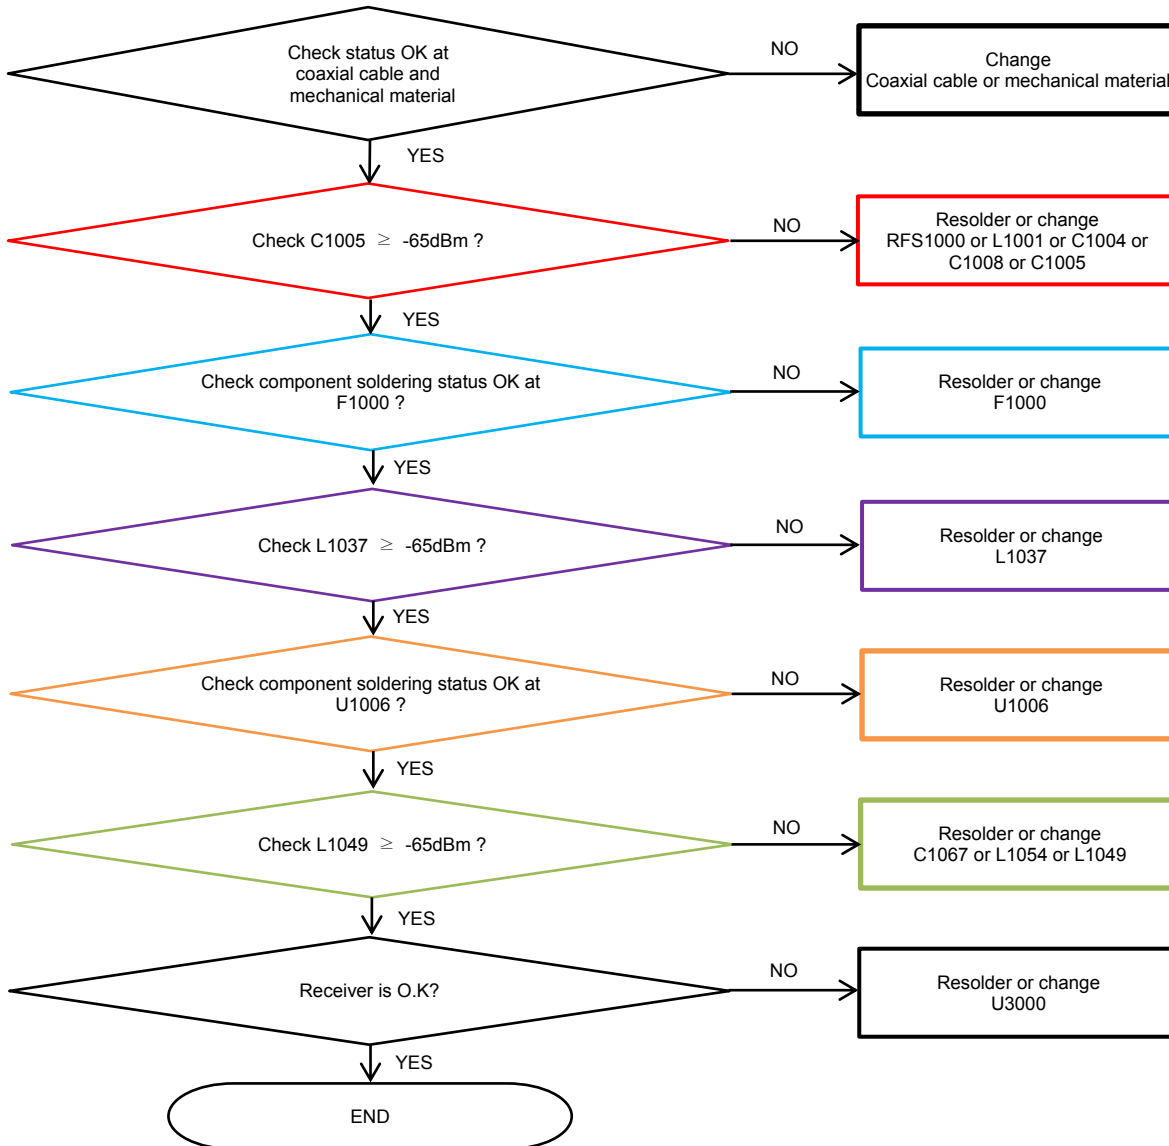 Check status OK at
coaxial cable and
mechanical material
NO
Change
Coaxial cable or mechanical material
YES
Check C1005 ≥ -65dBm ?
NO
Resolder or change
RFS1000 or L1001 or C1004 or
C1008 or C1005
YES
Check component soldering status OK at
F1000 ?
NO
Resolder or change
F1000
YES
Check L1037 ≥ -65dBm ?
NO
Resolder or change
L1037
YES
Check component soldering status OK at
U1006 ?
NO
Resolder or change
U1006
YES
Check L1049 ≥ -65dBm ?
NO
Resolder or change
C1067 or L1054 or L1049
YES
Receiver is O.K?
NO
Resolder or change
U3000
YES
END